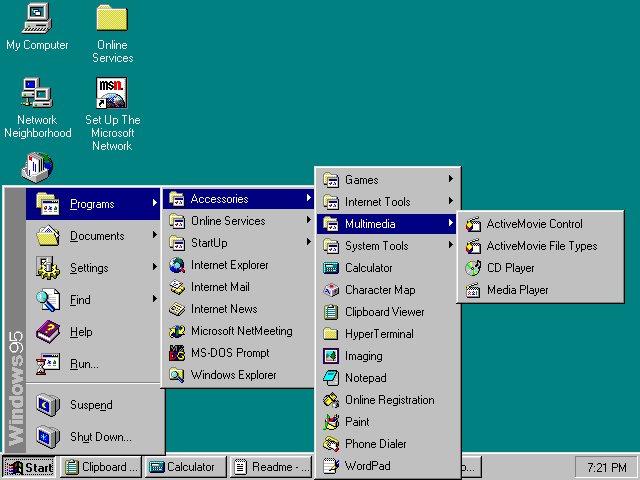 My Computer
Online
Services
Network
Neighborhood
msn.
Set Up The
Microsoft
Network
Windows95
Programs
Documents
Settings
Find
Help
Run...
Suspend
Shut Down...
Accessories
Online Services
StartUp
Internet Explorer
Internet Mail
Internet News
Microsoft NetMeeting
MS-DOS Prompt
Windows Explorer
Games
Internet Tools
Multimedia
System Tools
Calculator
Character Map
Clipboard Viewer
HyperTerminal
Imaging
Notepad
Online Registration
Paint
Phone Dialer
WordPad
ActiveMovie Control
ActiveMovie File Types
CD Player
Media Player
Start
Clipboard ...
Calculator
Readme - ...
o...
7:21 PM